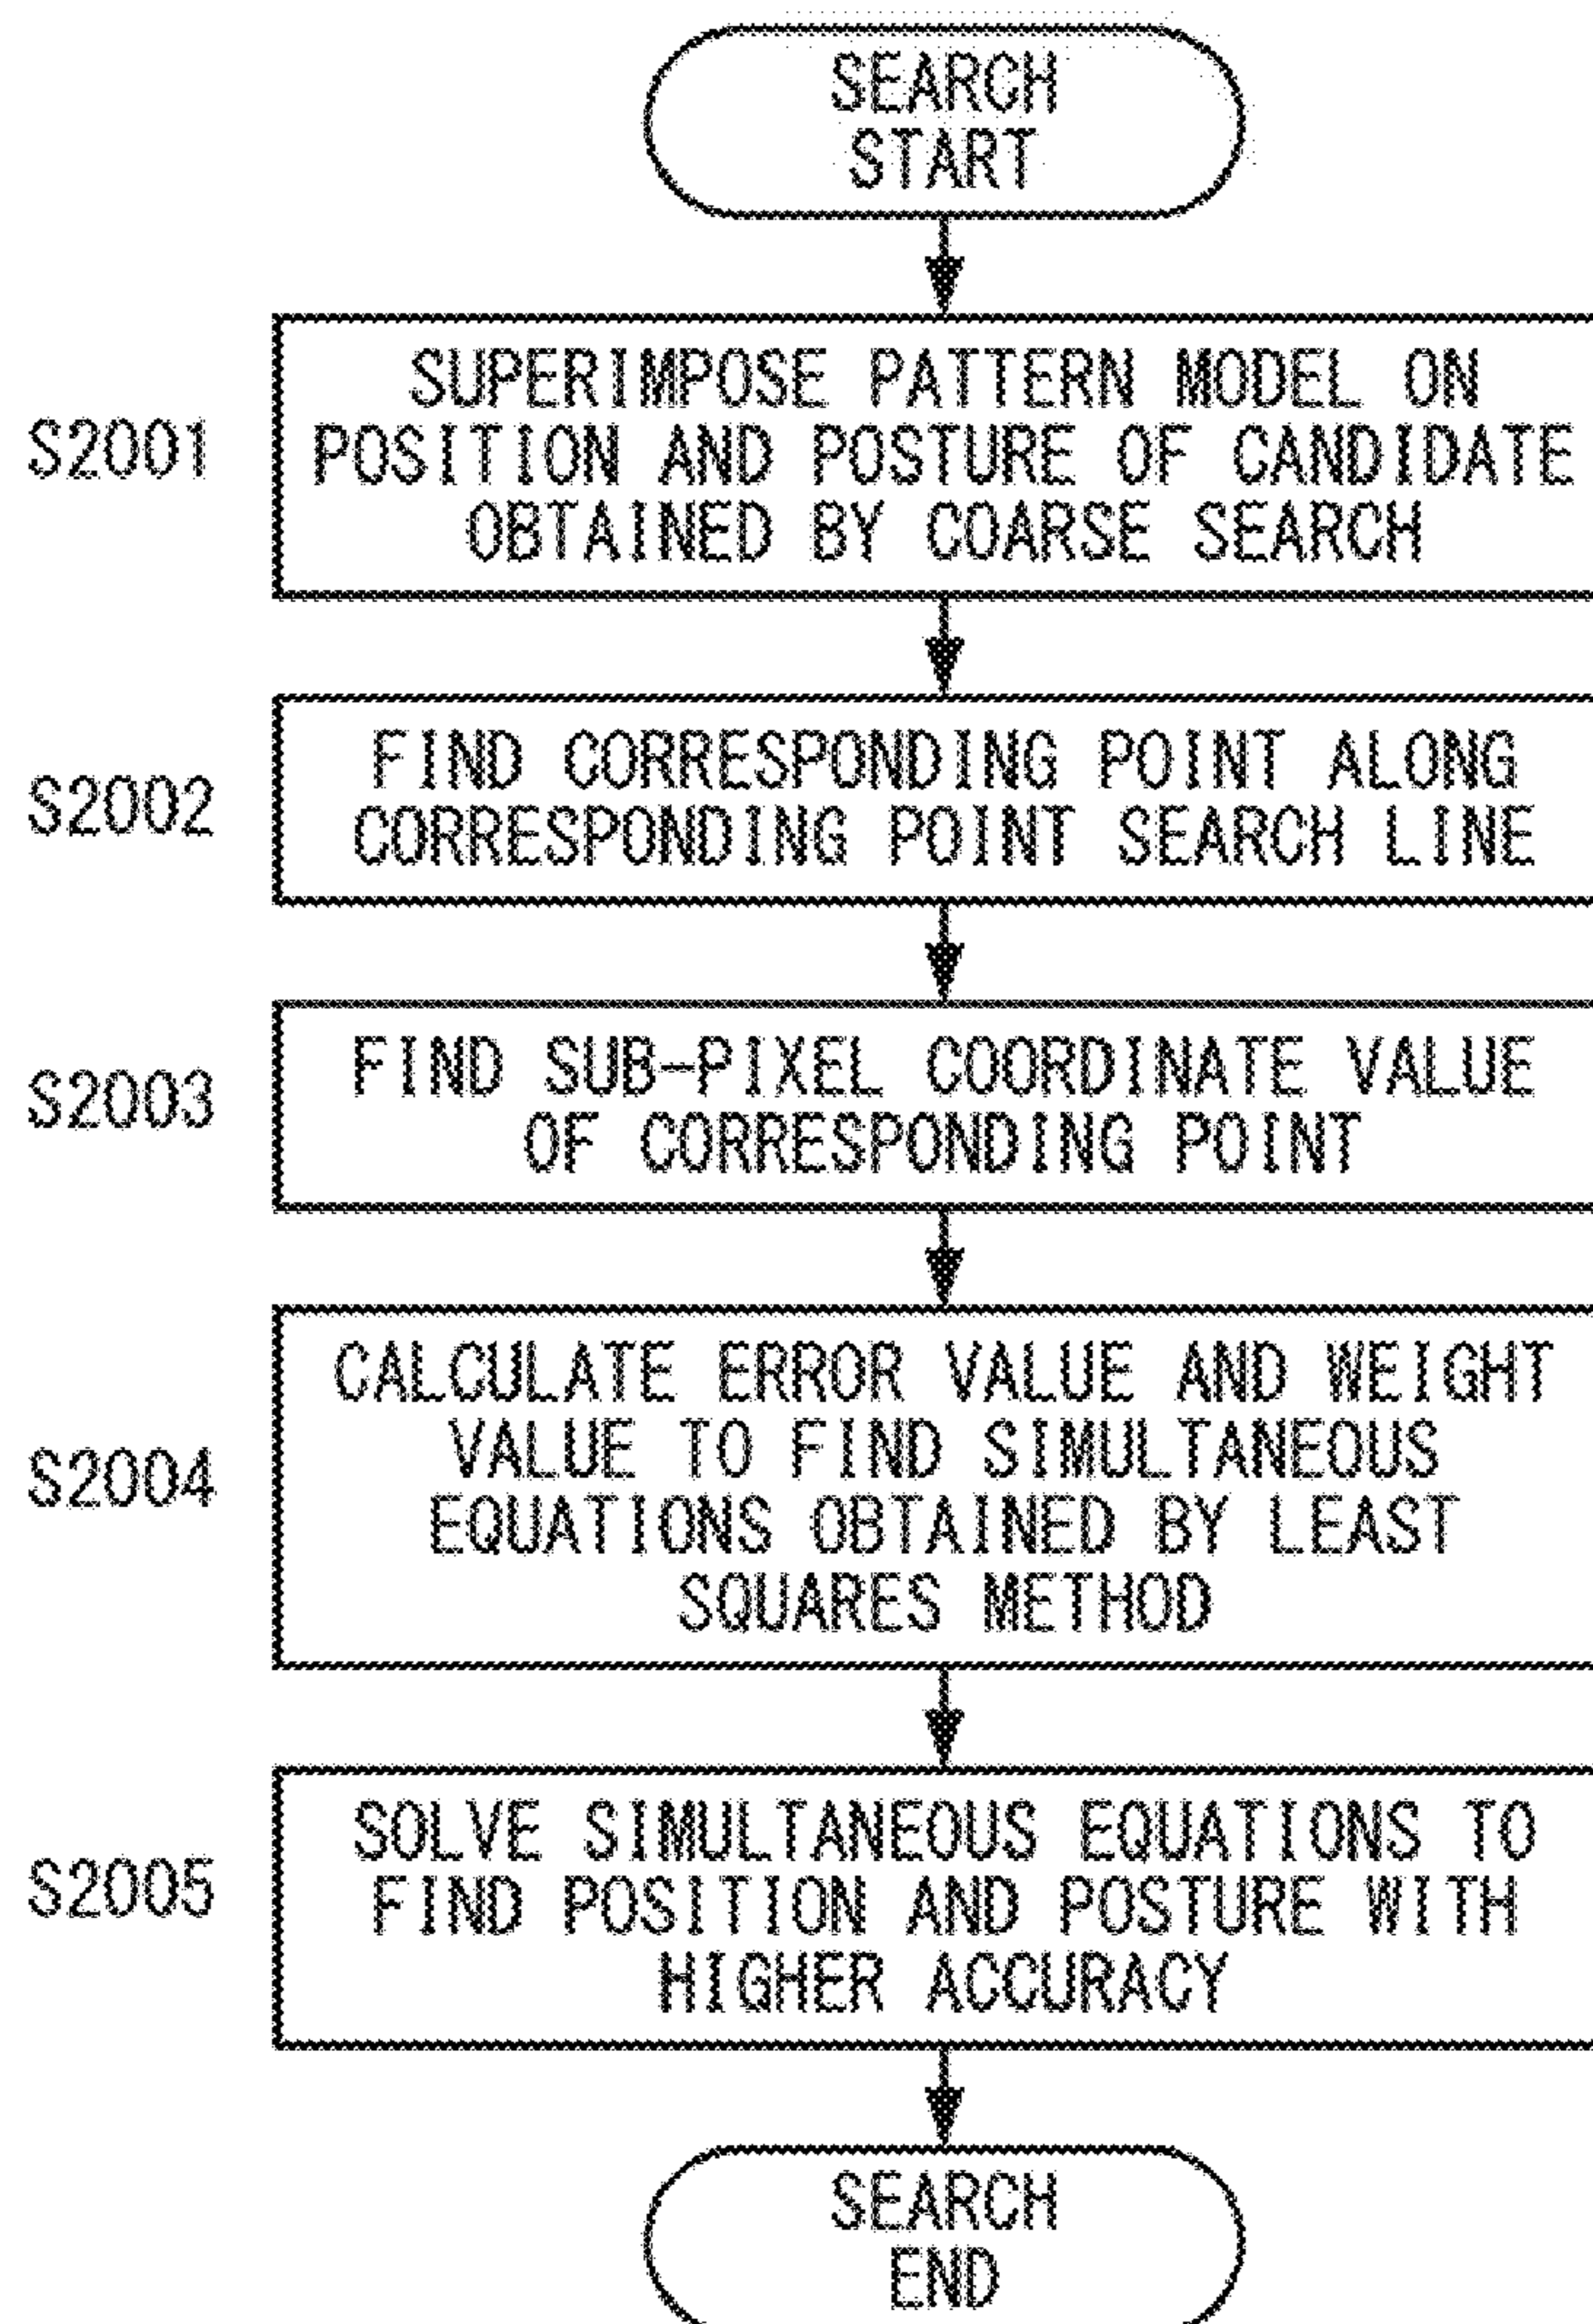 SEARCH
START
S2001
SUPERIMPOSE PATTERN MODEL ON
POSITION AND POSTURE OF CANDIDATE
OBTAINED BY COARSE SEARCH
S2002
FIND CORRESPONDING POINT ALONG
CORRESPONDING POINT SEARCH LINE
S2003
FIND SUB-PIXEL COORDINATE VALUE
OF CORRESPONDING POINT
S2004
CALCULATE ERROR VALUE AND WEIGHT
VALUE TO FIND SIMULTANEOUS
EQUATIONS OBTAINED BY LEAST
SQUARES METHOD
S2005
SOLVE SIMULTANEOUS EQUATIONS TO
FIND POSITION AND POSTURE WITH
HIGHER ACCURACY
SEARCH
END